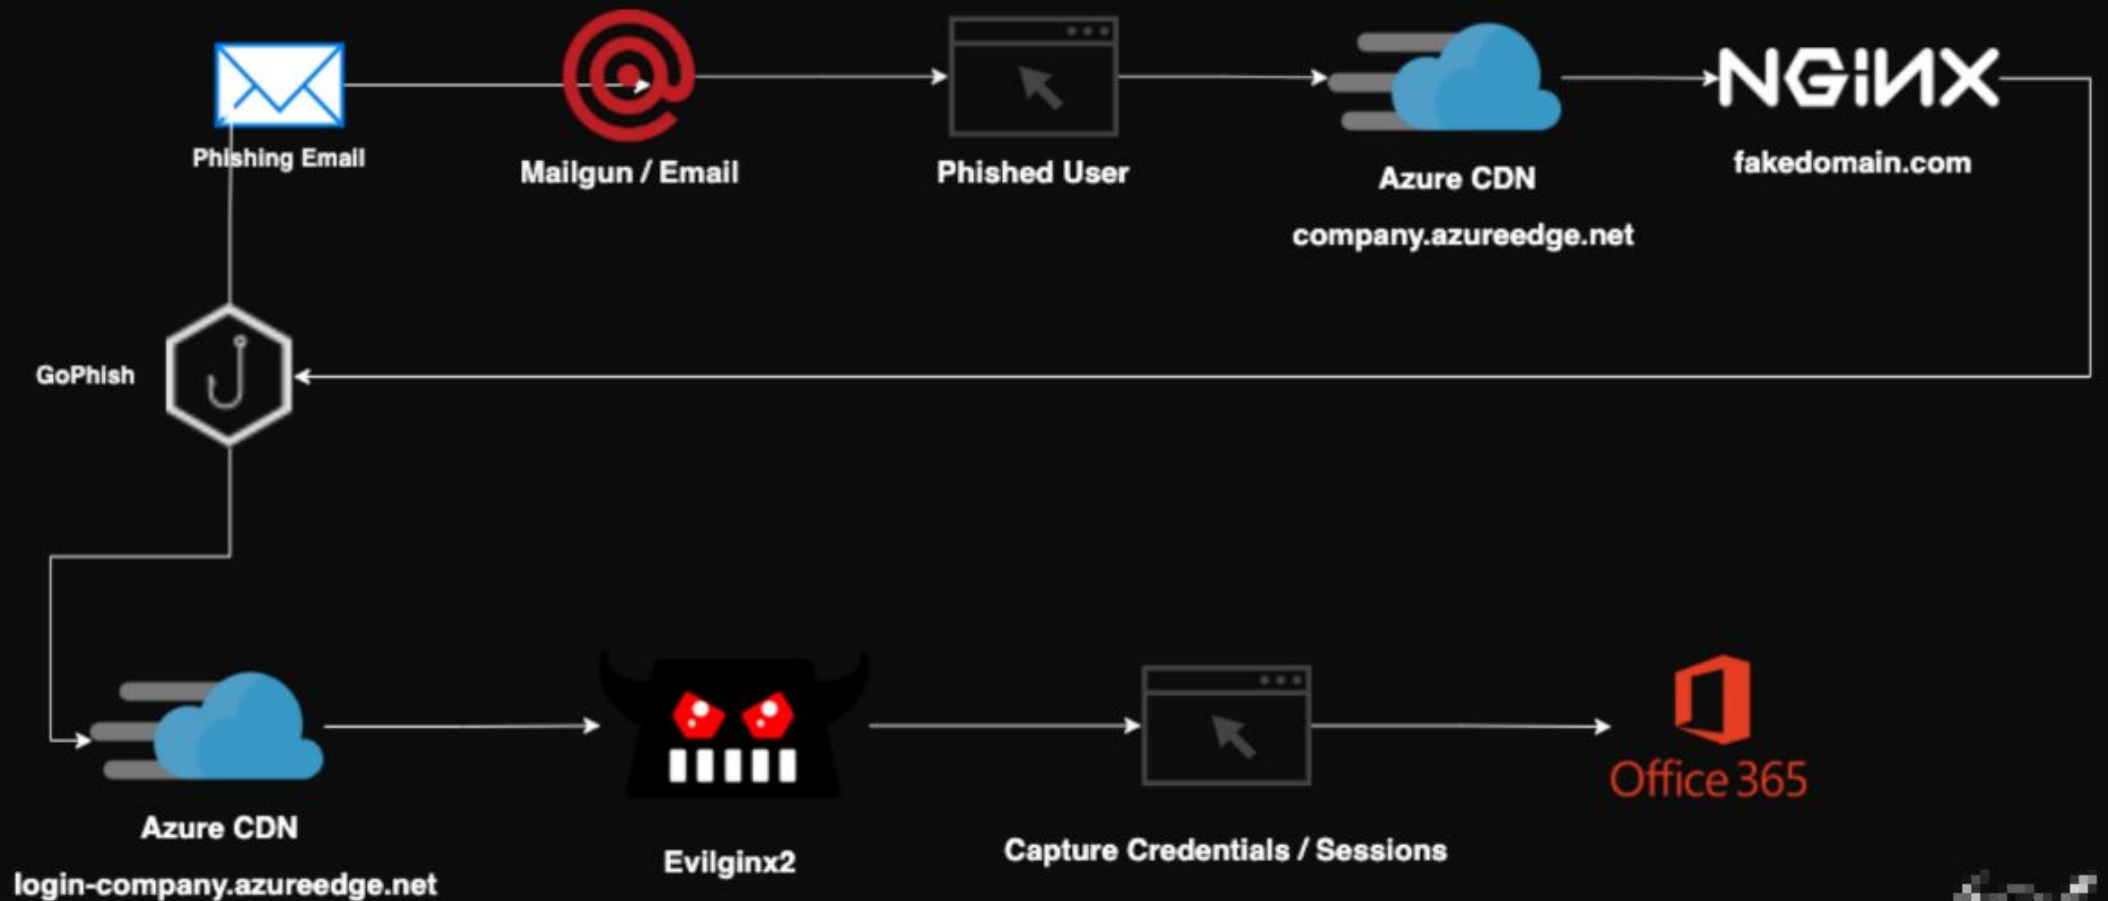 NGiNX
Phishing Email
Mailgun / Email
Phished User
Azure CDN
fakedomain.com
company.azureedge.net
GoPhish
Office 365
Azure CDN
Evilginx2
Capture Credentials / Sessions
login-company.azureedge.net